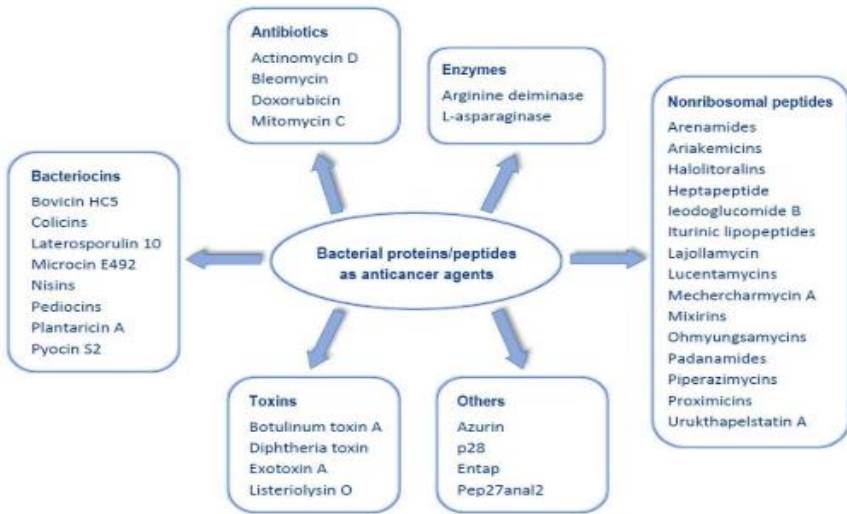 Antibiotics
Actinomycin D
Bleomycin
Doxorubicin
Mitomycin C
Enzymes
Arginine deiminase
L-asparaginase
Nonribosomal peptides
Arenamides
Ariakemicins
Halolitoralins
Heptapeptide
Ieodoglucomide B
Iturinic lipopeptides
Lajollamycin
Lucentamycins
Mechercharmycin A
Mixirins
Ohmyungsamycins
Padanamides
Piperazimycins
Proximicins
Urukthapelstatin A
Bacteriocins
Bovicin HC5
Colicins
Laterosporulin 10
Microcin E492
Nisins
Pediocins
Plantaricin A
Pyocin S2
Bacterial proteins/peptides
as anticancer agents
Toxins
Botulinum toxin A
Diphtheria toxin
Exotoxin A
Listeriolysin O
Others
Azurin
p28
Entap
Pep27anal2